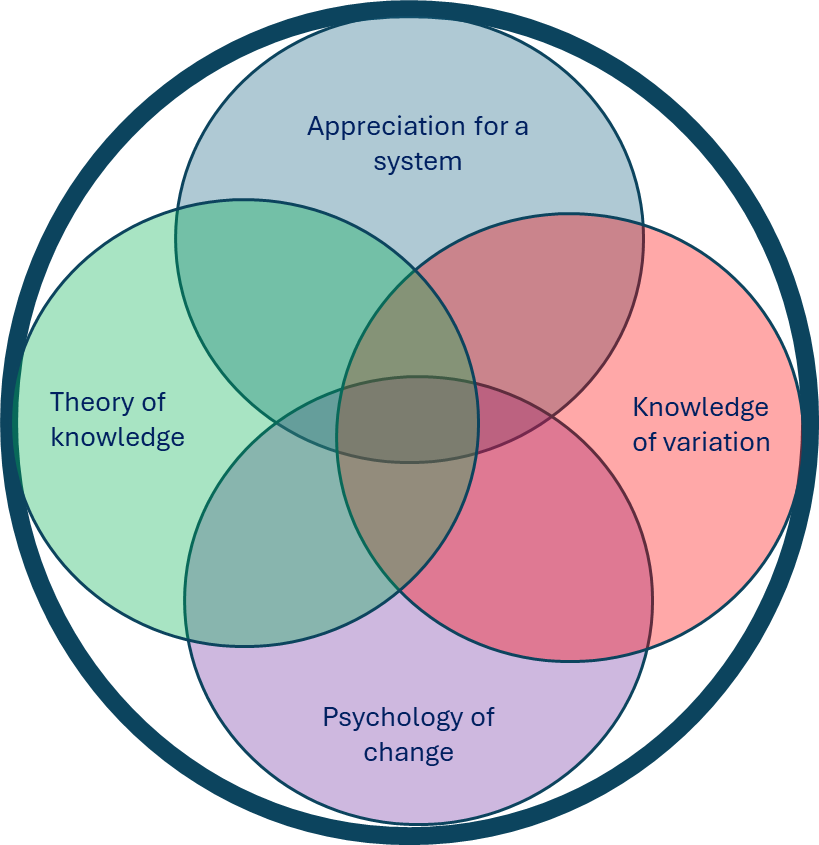 Appreciation for a
system
Theory of
knowledge
Knowledge
of variation
Psychology of
change